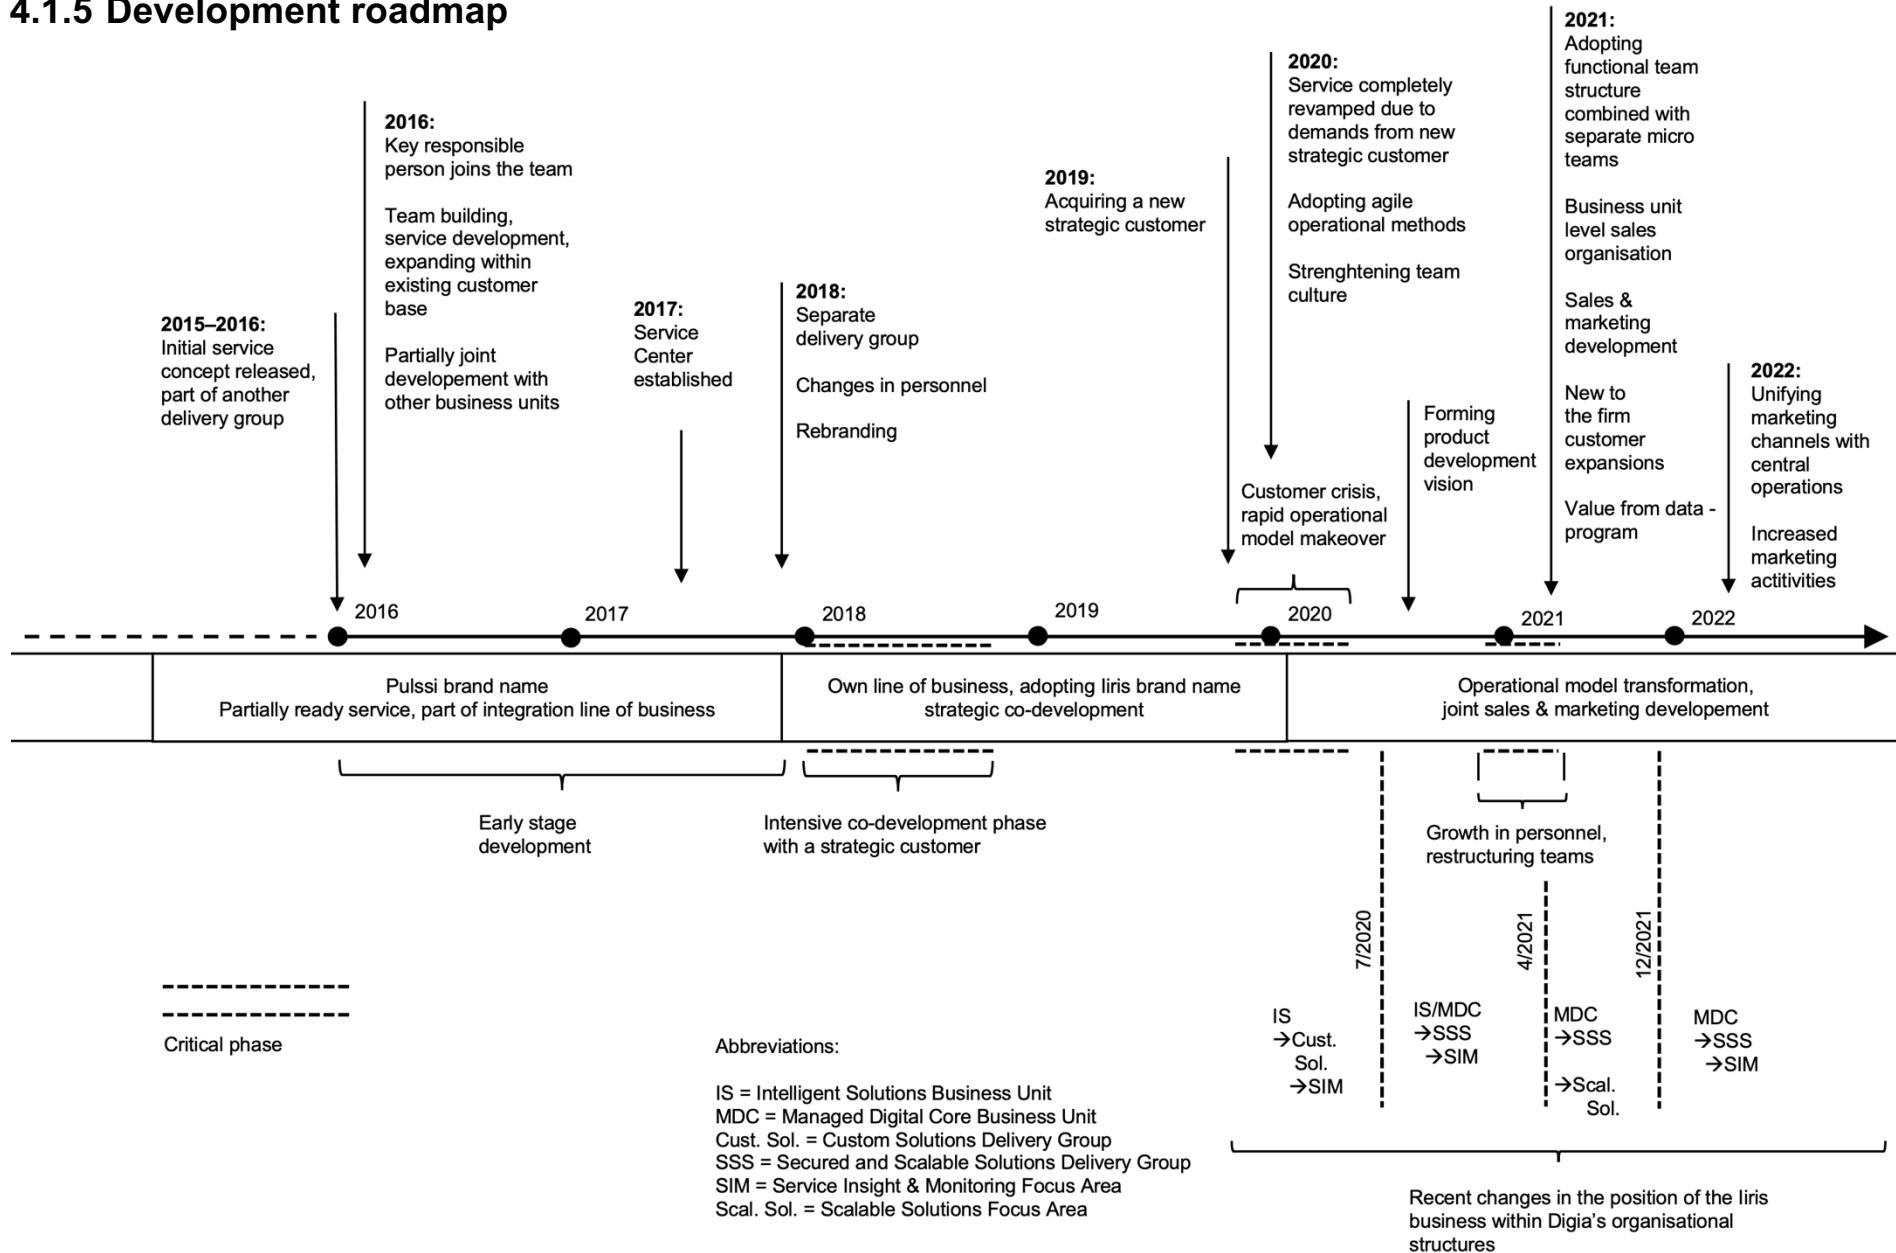 4.1.5 Development roadmap
2015–2016:
Initial service
concept released,
part of another
delivery group
2016:
Key responsible
person joins the team
Team building,
service development,
expanding within
existing customer
base
Partially joint
developement with
other business units
2017:
Service
Center
established
2018:
Separate
delivery group
Changes in personnel
Rebranding
2019:
Acquiring a new
strategic customer
2020:
Service completely
revamped due to
demands from new
strategic customer
Adopting agile
operational methods
Strenghtening team
culture
Customer crisis,
rapid operational
model makeover
Forming
product
development
vision
2021:
Adopting
functional team
structure
combined with
separate micro
teams
Business unit
level sales
organisation
Sales &
marketing
development
New to
the firm
customer
expansions
Value from data -
program
2022:
Unifying
marketing
channels with
central
operations
Increased
marketing
actitivities
2016
2017
2018
2019
2020
2021
2022
Pulssi brand name
Partially ready service, part of integration line of business
Own line of business, adopting Iiris brand name
strategic co-development
Operational model transformation,
joint sales & marketing developement
Early stage
development
Intensive co-development phase
with a strategic customer
Growth in personnel,
restructuring teams
7/2020
4/2021
12/2021
IS
→Cust.
Sol.
→SIM
IS/MDC
→SSS
→SIM
MDC
→SSS
→Scal.
Sol.
MDC
→SSS
→SIM
Critical phase
Abbreviations:
IS = Intelligent Solutions Business Unit
MDC = Managed Digital Core Business Unit
Cust. Sol. = Custom Solutions Delivery Group
SSS = Secured and Scalable Solutions Delivery Group
SIM = Service Insight & Monitoring Focus Area
Scal. Sol. = Scalable Solutions Focus Area
Recent changes in the position of the Iiris
business within Digia's organisational
structures